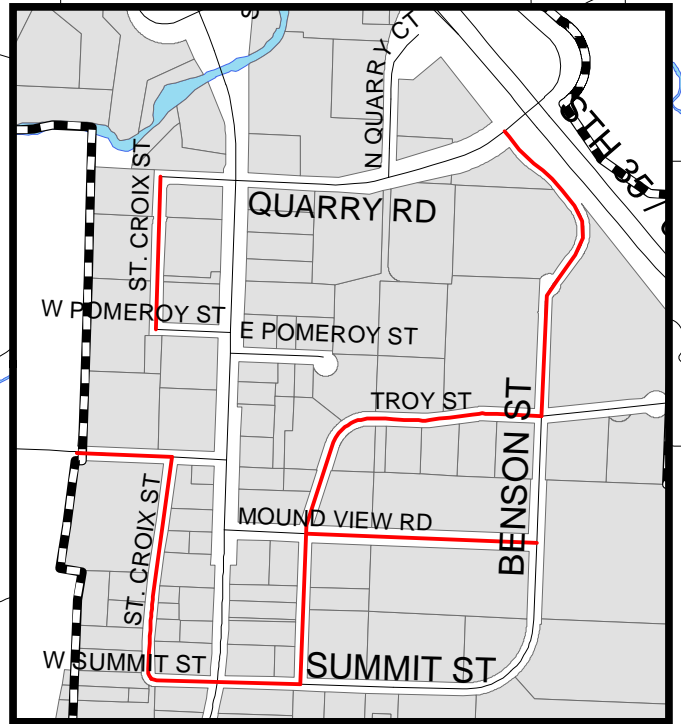 N QUARRY CT
STH 35 /
ST. CROIX ST
QUARRY RD
W POMEROY ST
E POMEROY ST
TROY ST
BENSON ST
ST. CROIX ST
MOUND VIEW RD
W SUMMIT ST
SUMMIT ST